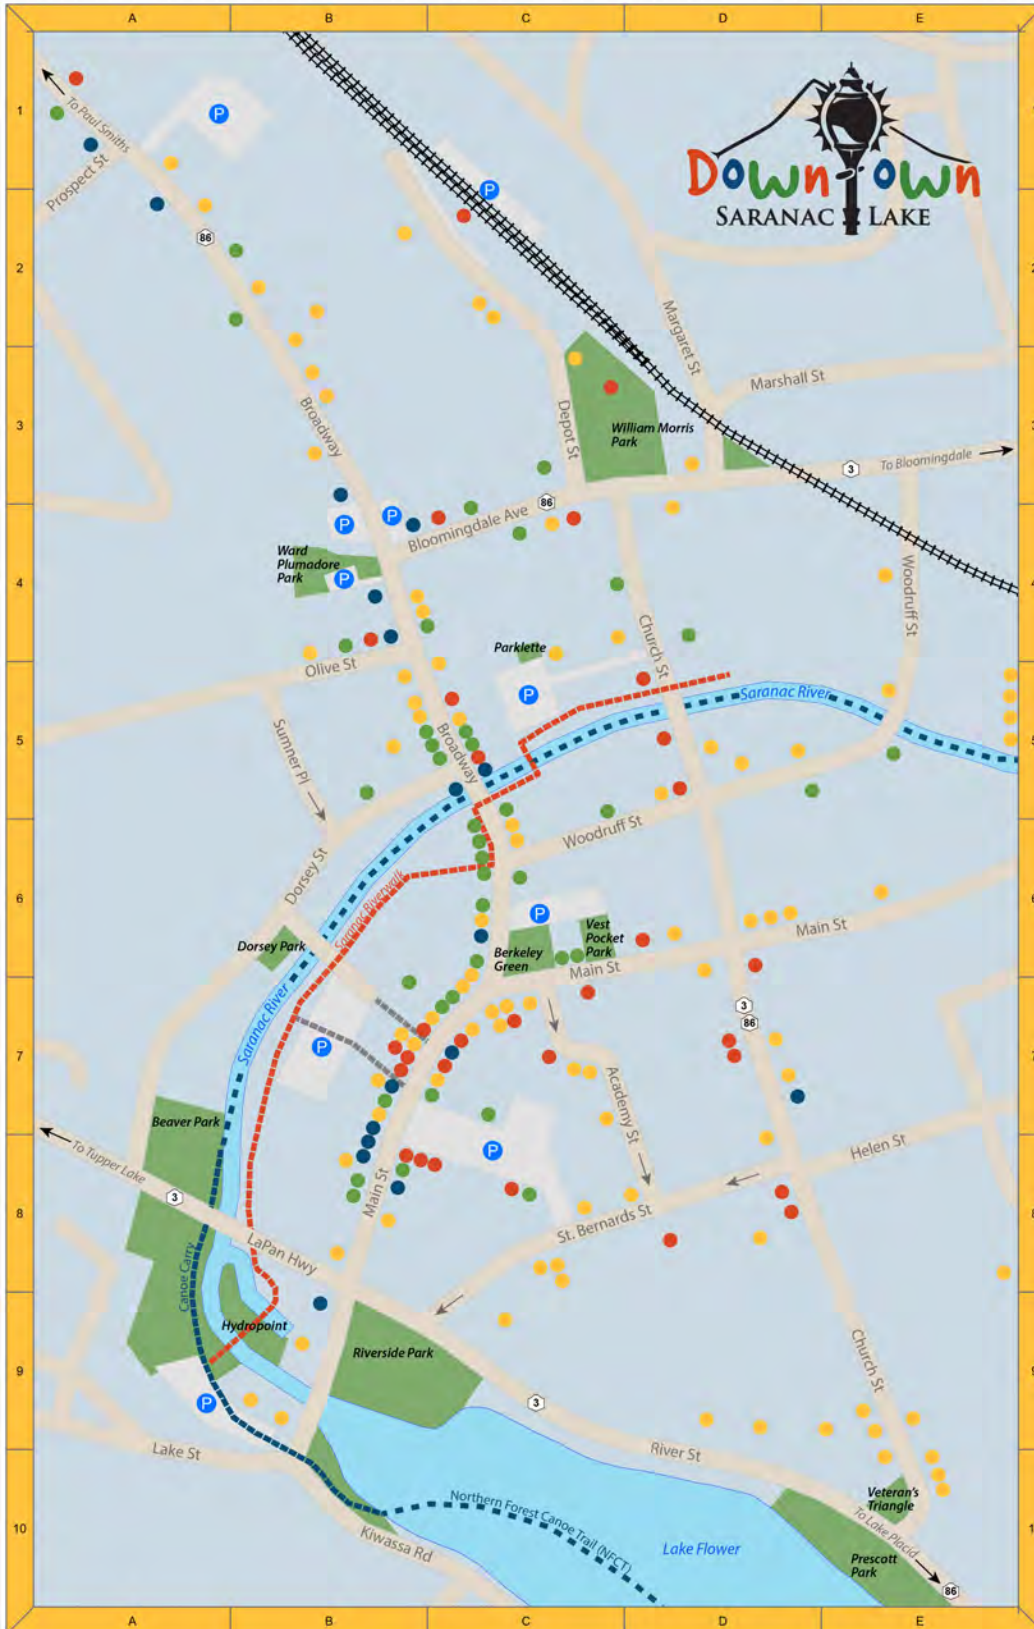 A B C D E
1
To Paul Smiths
P
Prospect St
P
DownTown
SARANAC LAKE
86
2
2
Margaret St
Marshall St
3
Broadway
Depot St
William Morris
Park
3
To Bloomingdale
86
P
P
Bloomingdale Ave
Ward
Plumadore
Park
P
4
Woodruff St
Olive St
Parklette
Church St
P
Saranac River
Sumner Pl
Broadway
5
5
Woodruff St
Dorsey St
Saranac Riverwalk
6
6
P
Main St
Dorsey Park
Berkeley
Green
Vest
Pocket
Park
Main St
Saranac River
3
86
7
7
P
Academy St
Beaver Park
P
Helen St
To Tupper Lake
3
Main St
8
8
St. Bernards St
LaPan Hwy
Canoe Carry
Hydropoint
Riverside Park
Church St
9
9
P
3
Lake St
River St
Northern Forest Canoe Trail (NFCT)
Veteran's
Triangle
10
To Lake Placid
Kiwassa Rd
Lake Flower
Prescott
Park
86
A B C D E